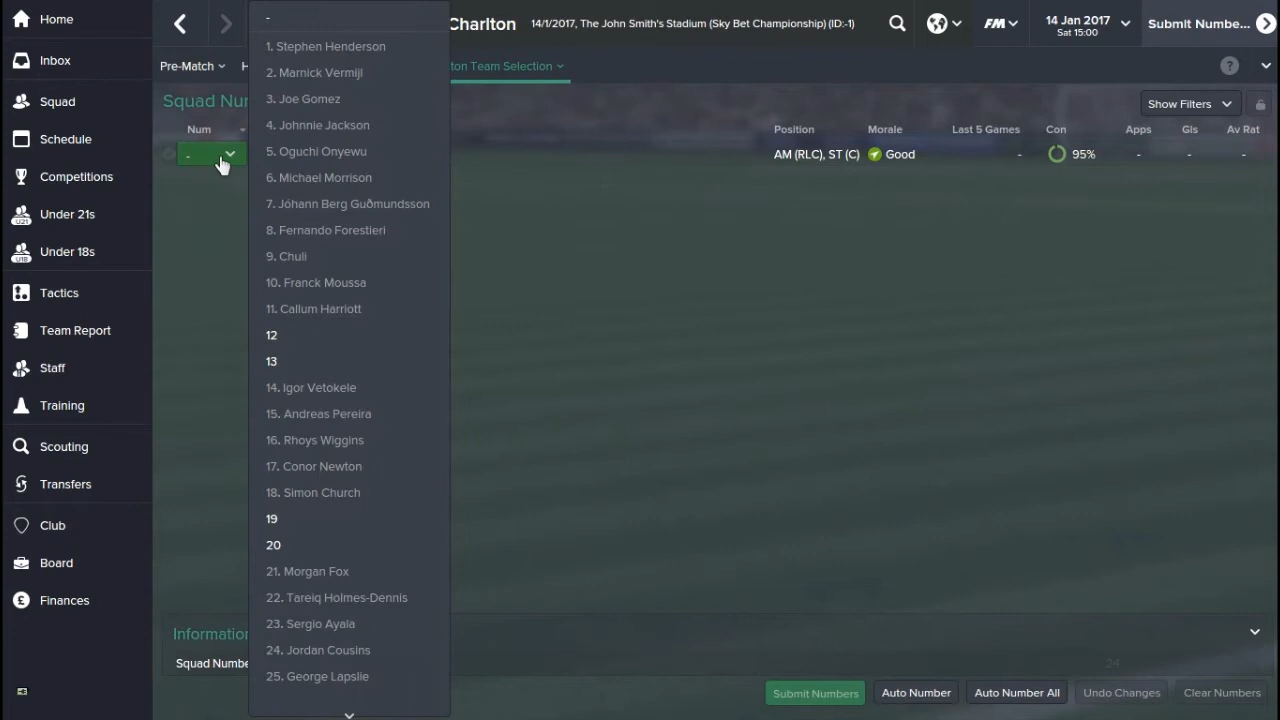 Home
Inbox
Squad
Schedule
Competitions
Under 21s
Under 18s
Tactics
Team Report
Staff
Training
Scouting
Transfers
Club
Board
Finances
Charlton
14/1/2017, The John Smith's Stadium (Sky Bet Championship) (ID:-1)
FM
14 Jan 2017
Sat 15:00
Submit Numbe...
Pre-Match
H
ton Team Selection
?
Squad Nur
Show Filters
Num
Position Morale Last 5 Games Con Apps Gls Av Rat
-
AM (RLC), ST (C) Good - 95% - - -
-
1. Stephen Henderson
2. Marnick Vermijl
3. Joe Gomez
4. Johnnie Jackson
5. Oguchi Onyewu
6. Michael Morrison
7. Jóhann Berg Guðmundsson
8. Fernando Forestieri
9. Chuli
10. Franck Moussa
11. Callum Harriott
12
13
14. Igor Vetokele
15. Andreas Pereira
16. Rhoys Wiggins
17. Conor Newton
18. Simon Church
19
20
21. Morgan Fox
22. Tareiq Holmes-Dennis
23. Sergio Ayala
24. Jordan Cousins
25. George Lapslie
Information
Squad Numbe
24
Submit Numbers
Auto Number
Auto Number All
Undo Changes
Clear Numbers